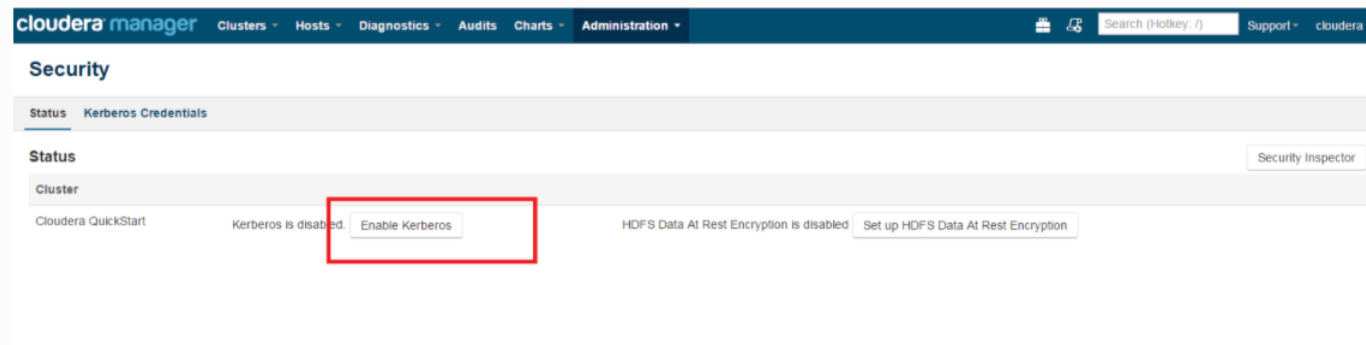 cloudera manager Clusters Hosts Diagnostics Audits Charts Administration Search (Hotkey: /) Support cloudera
Security
Status Kerberos Credentials
Status Security Inspector
Cluster
Cloudera QuickStart Kerberos is disabled. Enable Kerberos HDFS Data At Rest Encryption is disabled Set up HDFS Data At Rest Encryption